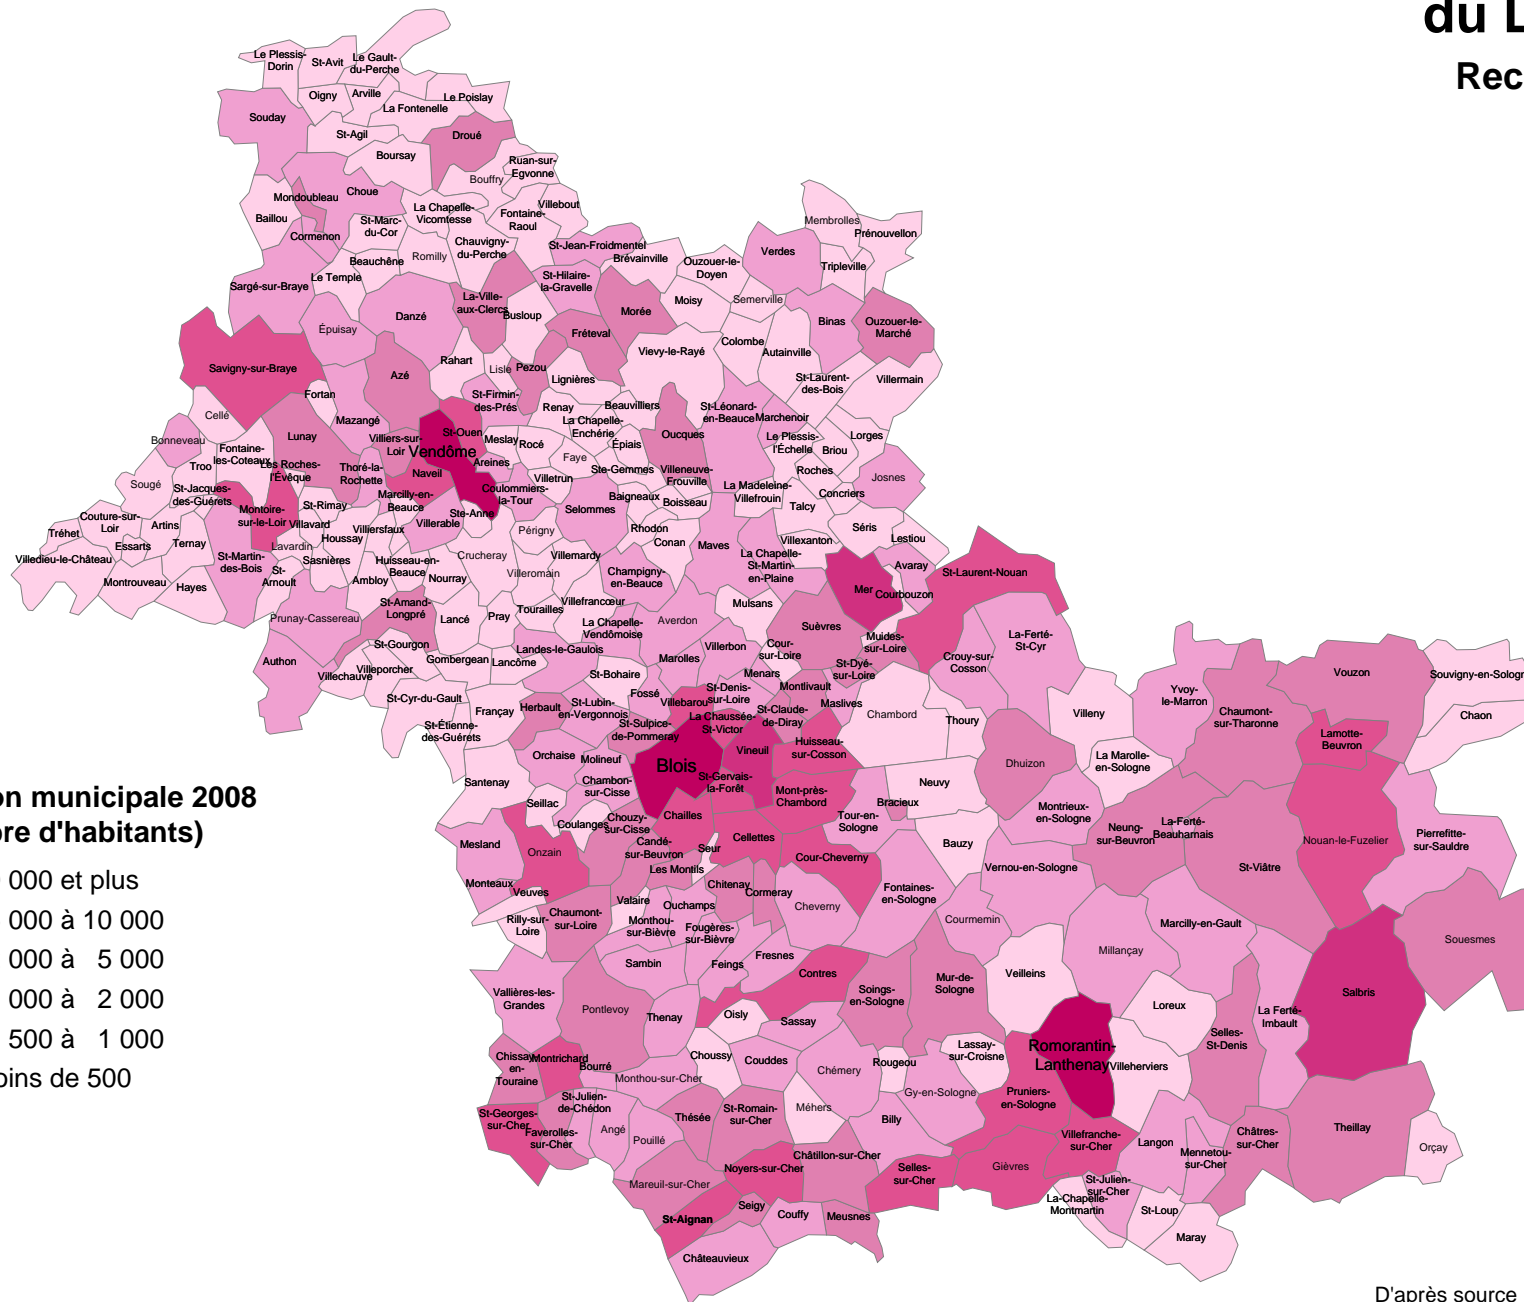 du L
Rec
Le Plessis-
Dorin
St-Avit
Le Gault-
du-Perche
Oigny
Arville
La Fontenelle
Le Poislay
Souday
St-Agil
Droué
Boursay
Ruan-sur-
Egvonne
Bouffry
Mondoubleau
Choue
Baillou
La Chapelle-
Vicomtesse
Fontaine-
Raoul
Villebout
St-Marc-
du-Cor
Cormenon
Membrolles
Prénouvellon
Beauchêne
Romilly
Chauvigny-
du-Perche
St-Jean-Froidmentel
Brévainville
Ouzouer-le-
Doyen
Verdes
Tripleville
Sargé-sur-Braye
Le Temple
St-Hilaire-
la-Gravelle
La-Ville-
aux-Clercs
Busloup
Morée
Moisy
Semerville
Épuisay
Danzé
Fréteval
Binas
Ouzouer-le-
Marché
Colombe
Autainville
Vievy-le-Rayé
Savigny-sur-Braye
Azé
Rahart
Lisle
Pezou
Lignières
St-Laurent-
des-Bois
Villermain
Fortan
Cellé
Mazangé
St-Firmin-
des-Prés
Renay
Beauvilliers
St-Léonard-
en-Beauce
Marchenoir
Bonneveau
Lunay
Villiers-sur-
Loir
St-Ouen
Vendôme
Meslay
Rocé
La Chapelle-
Enchérie
Épiais
Oucques
Le Plessis-
l'Échelle
Briou
Lorges
Fontaine-
les-Coteaux
Troo
Les Roches-
l'Évêque
Thoré-la-
Rochette
Naveil
Areines
Faye
Ste-Gemmes
Villeneuve-
Frouville
Roches
Josnes
Sougé
St-Jacques-
des-Guérets
Marcilly-en-
Beauce
Coulommiers-
la-Tour
Villetrun
Baigneaux
Boisseau
La Madeleine-
Villefrouin
Concriers
Talcy
Couture-sur-
Loir
Artins
Montoire-
sur-le-Loir
St-Rimay
Villavard
Villiersfaux
Villerable
Ste-Anne
Selommes
Rhodon
Séris
Tréhet
Essarts
Ternay
Lavardin
Houssay
Périgny
Conan
Maves
Villexanton
Lestiou
Villedieu-le-Château
St-Martin-
des-Bois
Sasnières
Huisseau-en-
Beauce
Crucheray
Villemardy
La Chapelle-
St-Martin-
en-Plaine
Avaray
St-Laurent-Nouan
Montrouveau
Hayes
St-
Arnoult
Ambloy
Nourray
Villeromain
Champigny-
en-Beauce
Mer
Courbouzon
Prunay-Cassereau
St-Amand-
Longpré
Lancé
Pray
Tourailles
Villefrancœur
Mulsans
La Chapelle-
Vendômoise
Averdon
Suèvres
Muides-
sur-Loire
La-Ferté-
St-Cyr
Authon
St-Gourgon
Villeporcher
Villechauve
Gombergean
Lancôme
Landes-le-Gaulois
Marolles
Villerbon
Cour-
sur-Loire
St-Dyé-
sur-Loire
Crouy-sur-
Cosson
Vouzon
Souvigny-en-Sologn
St-Cyr-du-Gault
St-Bohaire
Menars
Montlivault
Yvoy-
le-Marron
Chaumont-
sur-Tharonne
Chaon
Françay
Herbault
St-Lubin-
en-Vergonnois
Fossé
Villebarou
St-Denis-
sur-Loire
Maslives
Chambord
Thoury
Villeny
St-Étienne-
des-Guérets
St-Sulpice-
de-Pommeray
La Chaussée-
St-Victor
St-Claude-
de-Diray
Lamotte-
Beuvron
Orchaise
Molineuf
Blois
Vineuil
Huisseau-
sur-Cosson
Dhuizon
La Marolle-
en-Sologne
Santenay
Chambon-
sur-Cisse
St-Gervais-
la-Forêt
Mont-près-
Chambord
Neuvy
on municipale 2008
bre d'habitants)
Seillac
Coulanges
Chouzy-
sur-Cisse
Chailles
Bracieux
Tour-en-
Sologne
Montrieux-
en-Sologne
Neung-
sur-Beuvron
La-Ferté-
Beauharnais
Mesland
Onzain
Candé-
sur-Beuvron
Seur
Cellettes
Cour-Cheverny
Bauzy
Nouan-le-Fuzelier
Pierrefitte-
sur-Sauldre
000 et plus
Monteaux
Veuves
Les Montils
Chitenay
Cormeray
Fontaines-
en-Sologne
Vernou-en-Sologne
St-Viâtre
000 à 10 000
Rilly-sur-
Loire
Chaumont-
sur-Loire
Valaire
Monthou-
sur-Bièvre
Ouchamps
Fougères-
sur-Bièvre
Cheverny
Courmemin
Marcilly-en-Gault
000 à 5 000
Sambin
Feings
Fresnes
Contres
Millançay
Souesmes
000 à 2 000
Vallières-les-
Grandes
Pontlevoy
Thenay
Oisly
Sassay
Soings-
en-Sologne
Mur-de-
Sologne
Veilleins
Loreux
La Ferté-
Imbault
Salbris
500 à 1 000
Chissay-
en-
Touraine
Montrichard
Bourré
Choussy
Couddes
Rougeou
Lassay-
sur-Croisne
Romorantin-
Lanthenay
Villeherviers
Selles-
St-Denis
oins de 500
Monthou-sur-Cher
Chémery
Gy-en-Sologne
Pruniers-
en-Sologne
St-Georges-
sur-Cher
St-Julien-
de-Chédon
Faverolles-
sur-Cher
Angé
Pouillé
Thésée
St-Romain-
sur-Cher
Méhers
Billy
Villefranche-
sur-Cher
Langon
Mennetou-
sur-Cher
Châtres-
sur-Cher
Theillay
Orçay
Mareuil-sur-Cher
Noyers-sur-Cher
Châtillon-sur-Cher
Selles-
sur-Cher
Gièvres
St-Julien-
sur-Cher
La-Chapelle-
Montmartin
St-Aignan
Seigy
Couffy
Meusnes
St-Loup
Maray
Châteauvieux
D'après source